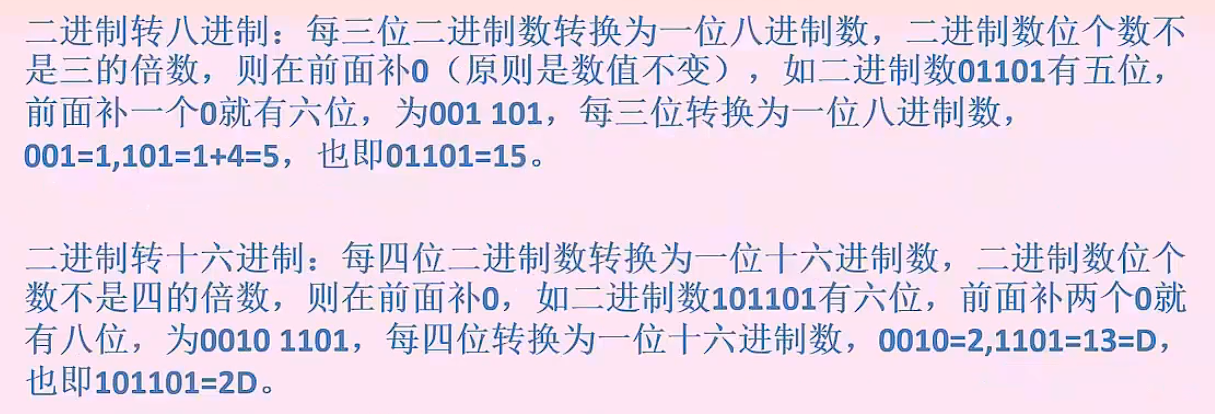 二进制转八进制：每三位二进制数转换为一位八进制数，二进制数位个数不
是三的倍数，则在前面补0（原则是数值不变），如二进制数01101有五位，
前面补一个0就有六位，为001 101，每三位转换为一位八进制数，
001=1,101=1+4=5，也即01101=15。
二进制转十六进制：每四位二进制数转换为一位十六进制数，二进制数位个
数不是四的倍数，则在前面补0，如二进制数101101有六位，前面补两个0就
有八位，为0010 1101，每四位转换为一位十六进制数，0010=2,1101=13=D，
也即101101=2D。